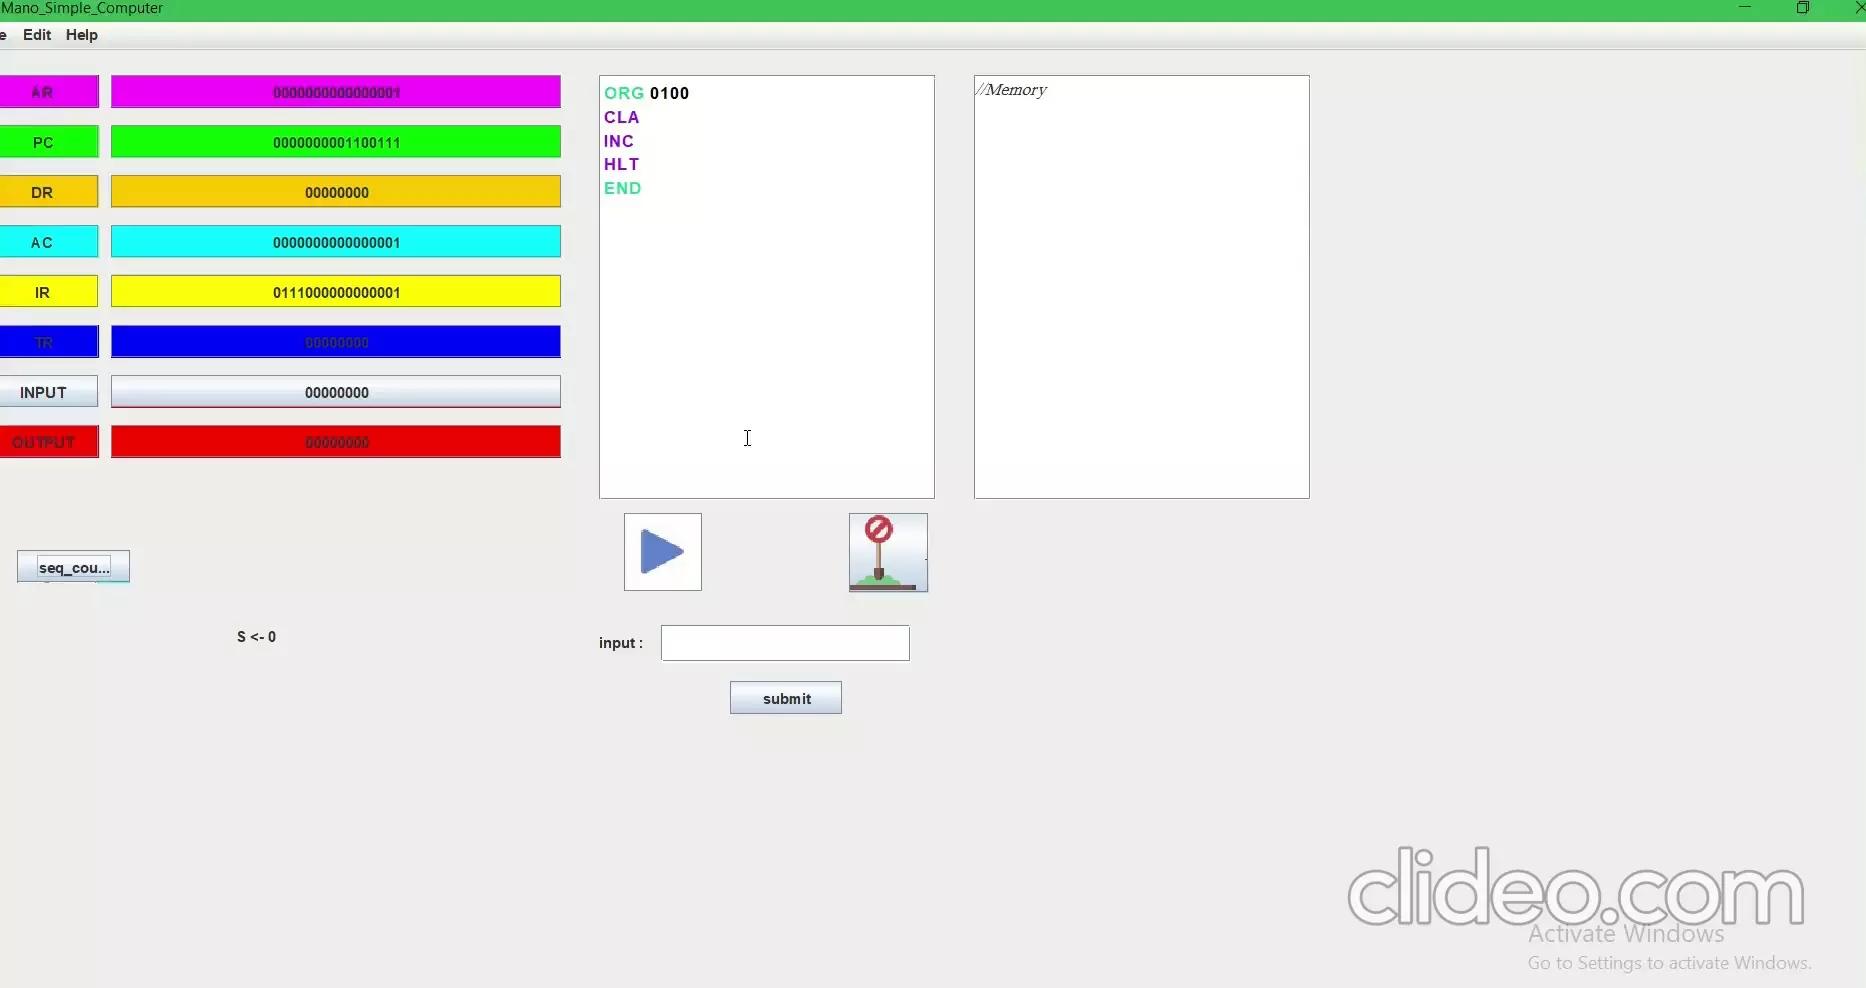 Mano_Simple_Computer
e Edit Help
AR 0000000000000001
PC 0000000001100111
DR 00000000
AC 0000000000000001
IR 0111000000000001
TR 00000000
INPUT 00000000
OUTPUT 00000000
seq_cou...
S <- 0
ORG 0100
CLA
INC
HLT
END
//Memory
input :
submit
clideo.com
Activate Windows
Go to Settings to activate Windows.